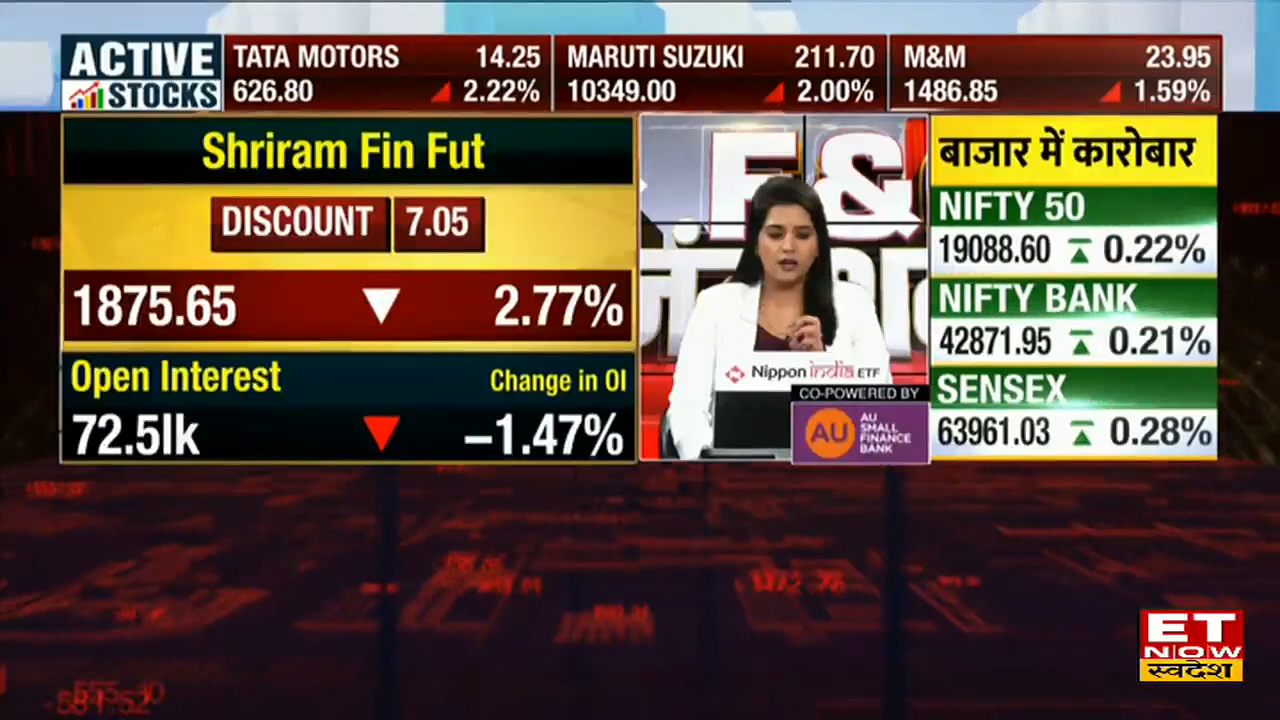 ACTIVE STOCKS
TATA MOTORS 14.25
626.80 2.22%
MARUTI SUZUKI 211.70
10349.00 2.00%
M&M 23.95
1486.85 1.59%
Shriram Fin Fut
DISCOUNT 7.05
1875.65 2.77%
Open Interest Change in OI
72.5lk –1.47%
F&
Nippon india ETF
CO-POWERED BY
AU
AU
SMALL
FINANCE
BANK
बाजार में कारोबार
NIFTY 50
19088.60 0.22%
NIFTY BANK
42871.95 0.21%
SENSEX
63961.03 0.28%
ET
NOW
स्वदेश